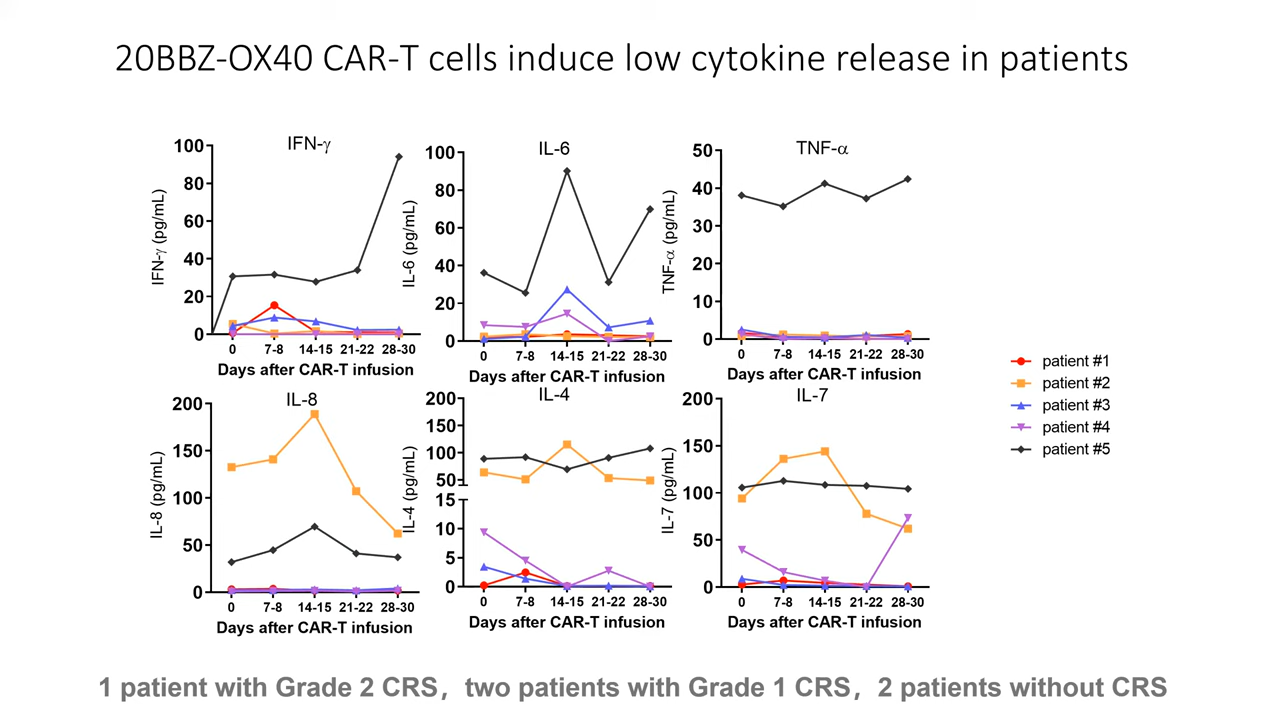 20BBZ-OX40 CAR-T cells induce low cytokine release in patients
IFN-γ
IFN-γ (pg/mL)
100
80
60
40
20
0
0 7-8 14-15 21-22 28-30
Days after CAR-T infusion
IL-6
IL-6 (pg/mL)
100
80
60
40
20
0
0 7-8 14-15 21-22 28-30
Days after CAR-T infusion
TNF-α
TNF-α (pg/mL)
50
40
30
20
10
0
0 7-8 14-15 21-22 28-30
Days after CAR-T infusion
IL-8
IL-8 (pg/mL)
200
150
100
50
0
0 7-8 14-15 21-22 28-30
Days after CAR-T infusion
IL-4
IL-4 (pg/mL)
200
150
100
50
15
10
5
0
0 7-8 14-15 21-22 28-30
Days after CAR-T infusion
IL-7
IL-7 (pg/mL)
200
150
100
50
0
0 7-8 14-15 21-22 28-30
Days after CAR-T infusion
patient #1
patient #2
patient #3
patient #4
patient #5
1 patient with Grade 2 CRS，two patients with Grade 1 CRS，2 patients without CRS